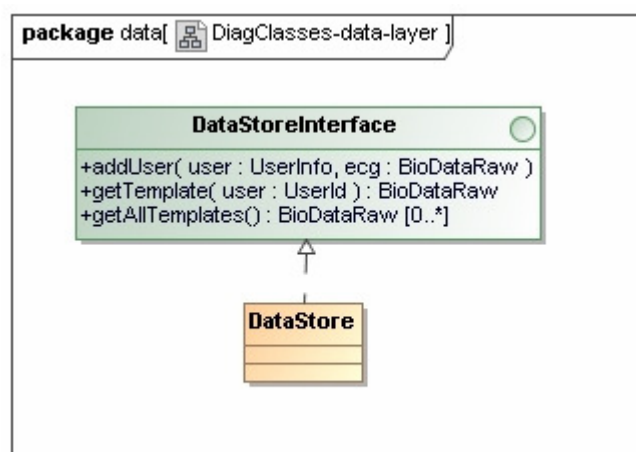 package data[ DiagClasses-data-layer ]
DataStoreInterface
+addUser( user : UserInfo, ecg : BioDataRaw )
+getTemplate( user : UserId ) : BioDataRaw
+getAllTemplates() : BioDataRaw [0..*]
DataStore